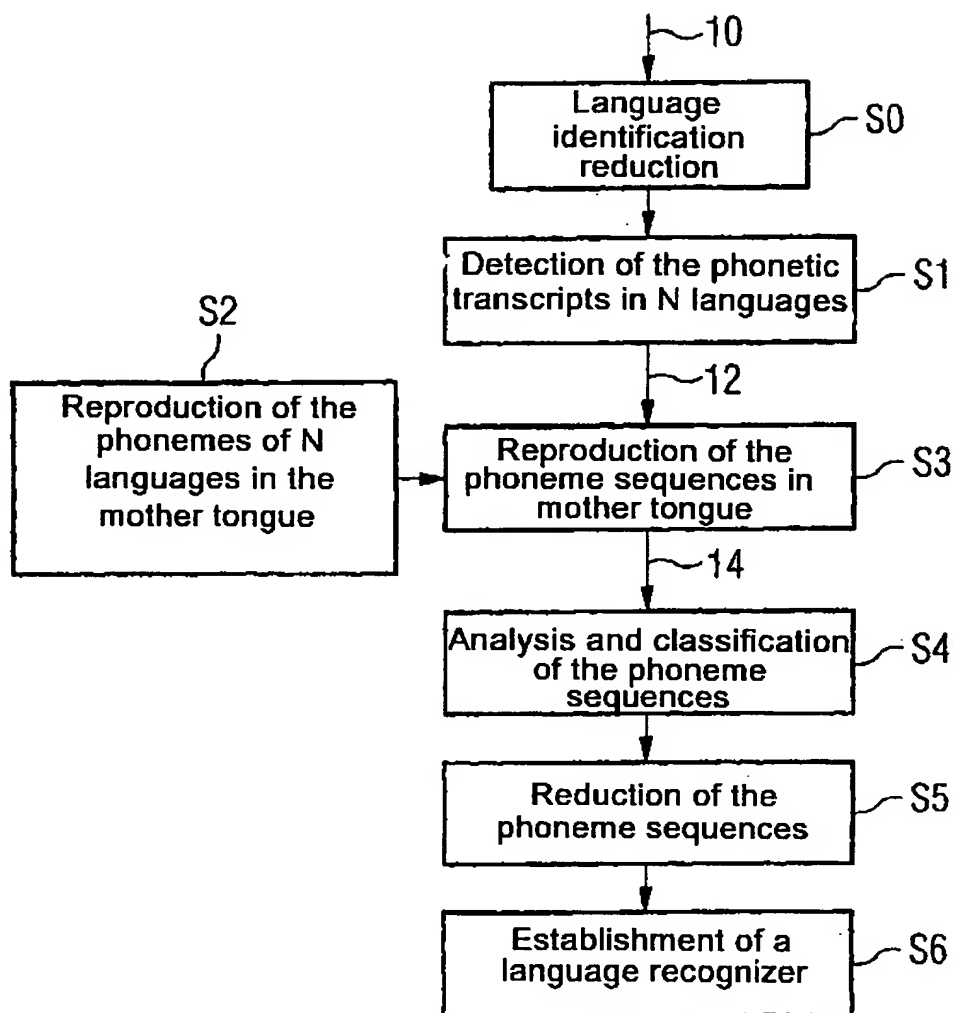 10
Language
identification
reduction
S0
Detection of the phonetic
transcripts in N languages
S1
12
S2
Reproduction of the
phonemes of N
languages in the
mother tongue
Reproduction of the
phoneme sequences in
mother tongue
S3
14
Analysis and classification
of the phoneme
sequences
S4
Reduction of the
phoneme sequences
S5
Establishment of a
language recognizer
S6